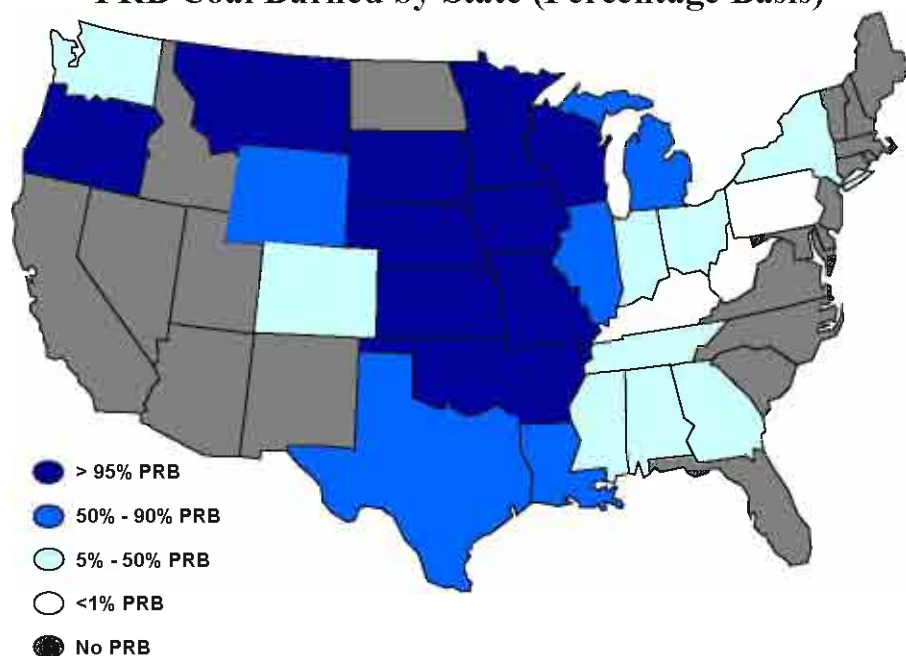 PRB Coal Burned by State (Percentage Basis)
> 95% PRB
50% - 90% PRB
5% - 50% PRB
<1% PRB
No PRB